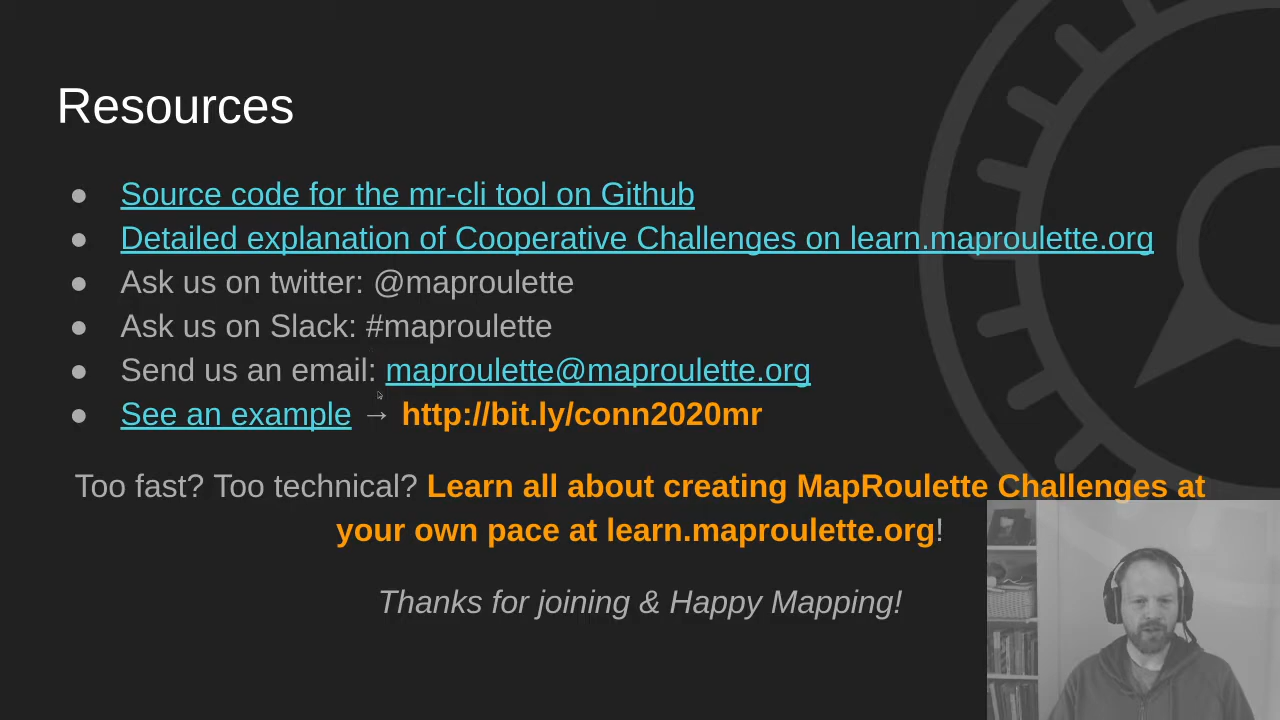 Resources
● Source code for the mr-cli tool on Github
● Detailed explanation of Cooperative Challenges on learn.maproulette.org
● Ask us on twitter: @maproulette
● Ask us on Slack: #maproulette
● Send us an email: maproulette@maproulette.org
● See an example → http://bit.ly/conn2020mr
Too fast? Too technical? Learn all about creating MapRoulette Challenges at
your own pace at learn.maproulette.org!
Thanks for joining & Happy Mapping!